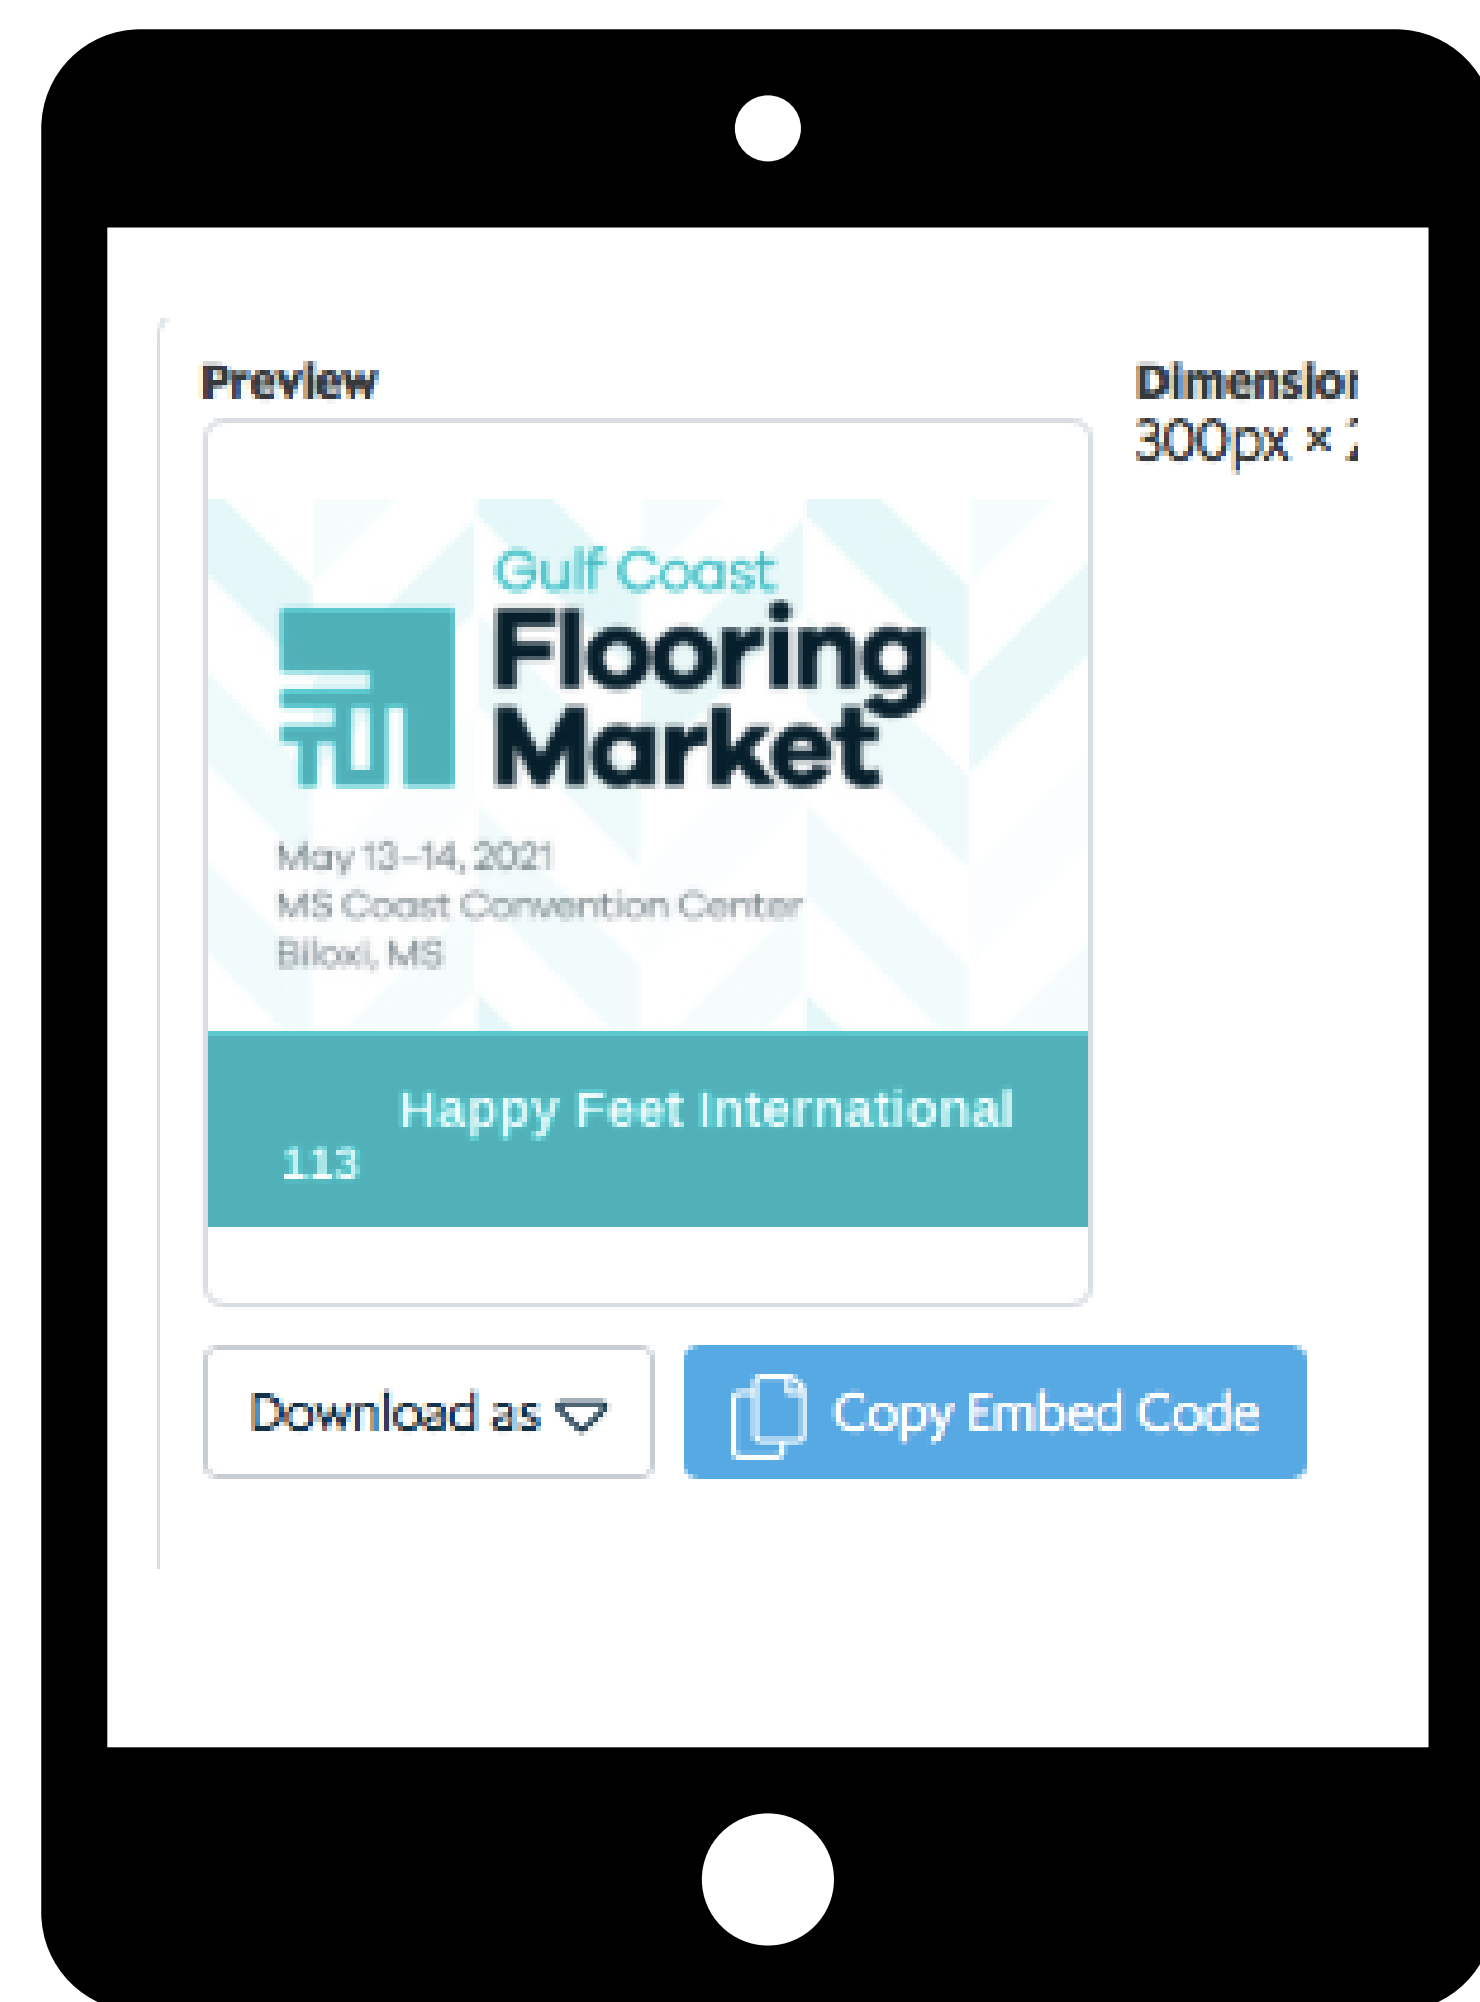 Preview
Gulf Coast
Flooring
Market
May 13–14, 2021
MS Coast Convention Center
Biloxi, MS
Happy Feet International
113
Download as
Copy Embed Code
Dimension
300px ×